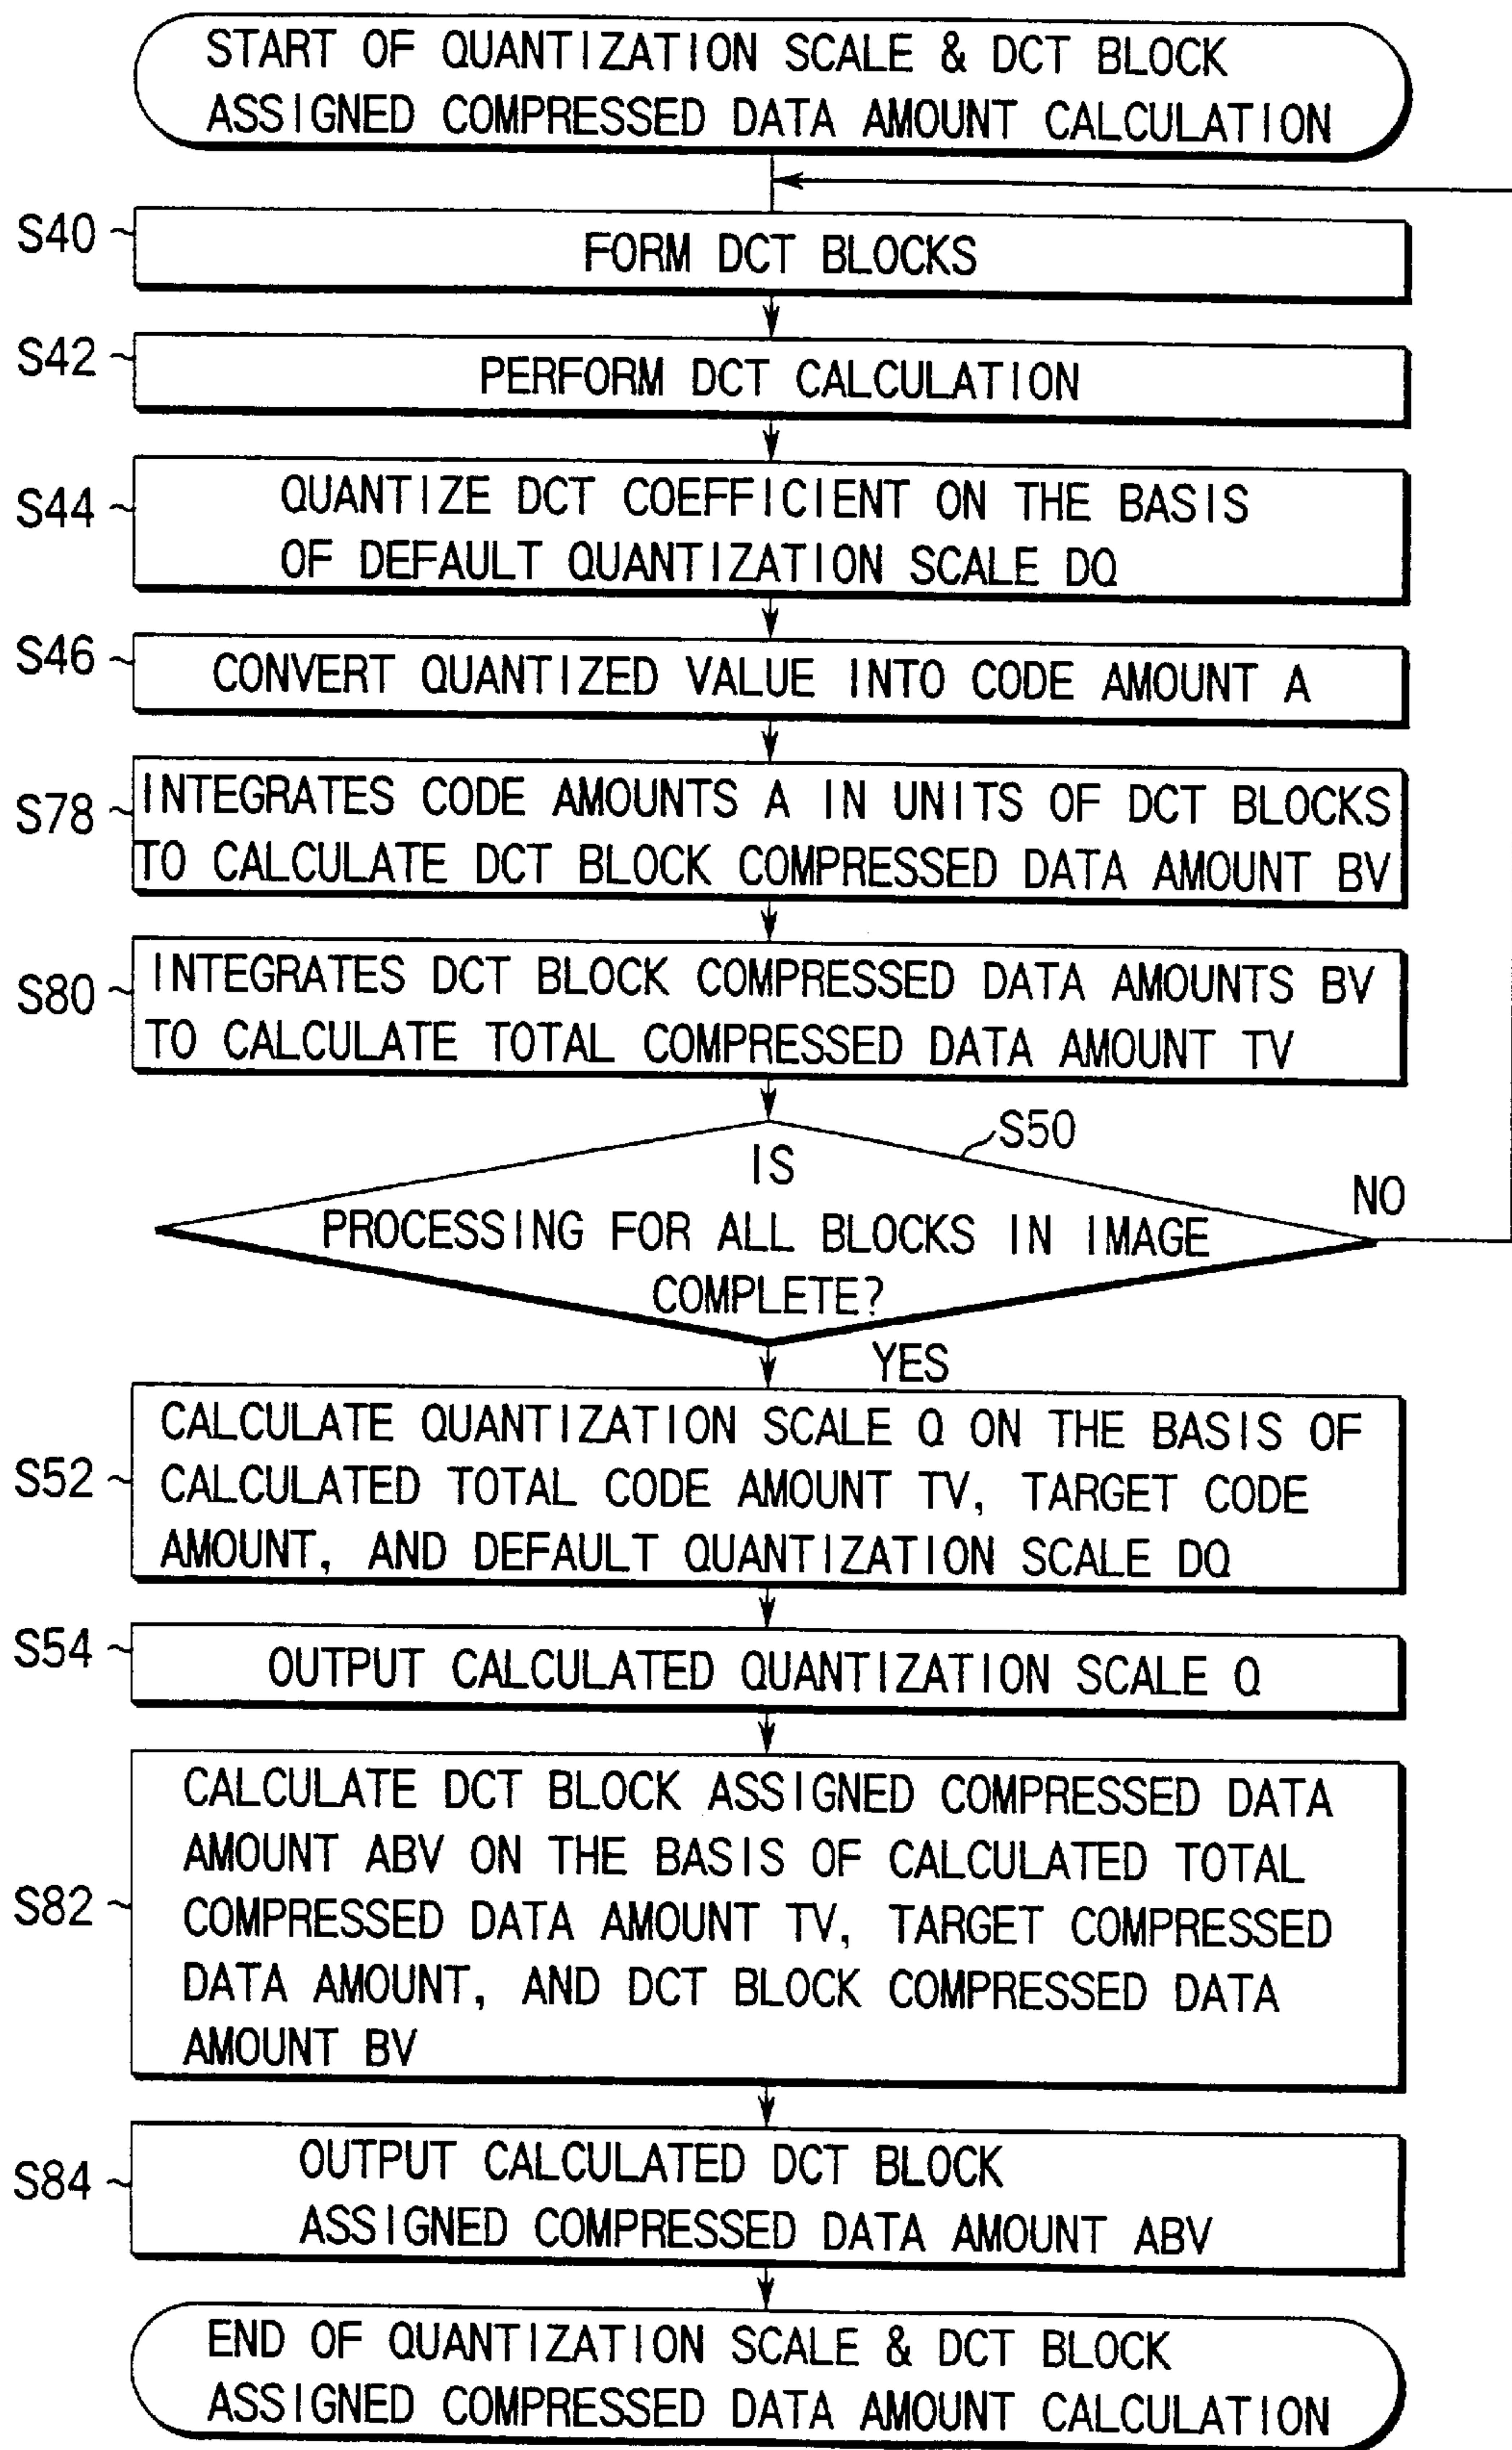 START OF QUANTIZATION SCALE & DCT BLOCK
ASSIGNED COMPRESSED DATA AMOUNT CALCULATION
S40
FORM DCT BLOCKS
S42
PERFORM DCT CALCULATION
S44
QUANTIZE DCT COEFFICIENT ON THE BASIS
OF DEFAULT QUANTIZATION SCALE DQ
S46
CONVERT QUANTIZED VALUE INTO CODE AMOUNT A
S78
INTEGRATES CODE AMOUNTS A IN UNITS OF DCT BLOCKS
TO CALCULATE DCT BLOCK COMPRESSED DATA AMOUNT BV
S80
INTEGRATES DCT BLOCK COMPRESSED DATA AMOUNTS BV
TO CALCULATE TOTAL COMPRESSED DATA AMOUNT TV
S50
IS
PROCESSING FOR ALL BLOCKS IN IMAGE
COMPLETE?
NO
YES
S52
CALCULATE QUANTIZATION SCALE Q ON THE BASIS OF
CALCULATED TOTAL CODE AMOUNT TV, TARGET CODE
AMOUNT, AND DEFAULT QUANTIZATION SCALE DQ
S54
OUTPUT CALCULATED QUANTIZATION SCALE Q
S82
CALCULATE DCT BLOCK ASSIGNED COMPRESSED DATA
AMOUNT ABV ON THE BASIS OF CALCULATED TOTAL
COMPRESSED DATA AMOUNT TV, TARGET COMPRESSED
DATA AMOUNT, AND DCT BLOCK COMPRESSED DATA
AMOUNT BV
S84
OUTPUT CALCULATED DCT BLOCK
ASSIGNED COMPRESSED DATA AMOUNT ABV
END OF QUANTIZATION SCALE & DCT BLOCK
ASSIGNED COMPRESSED DATA AMOUNT CALCULATION